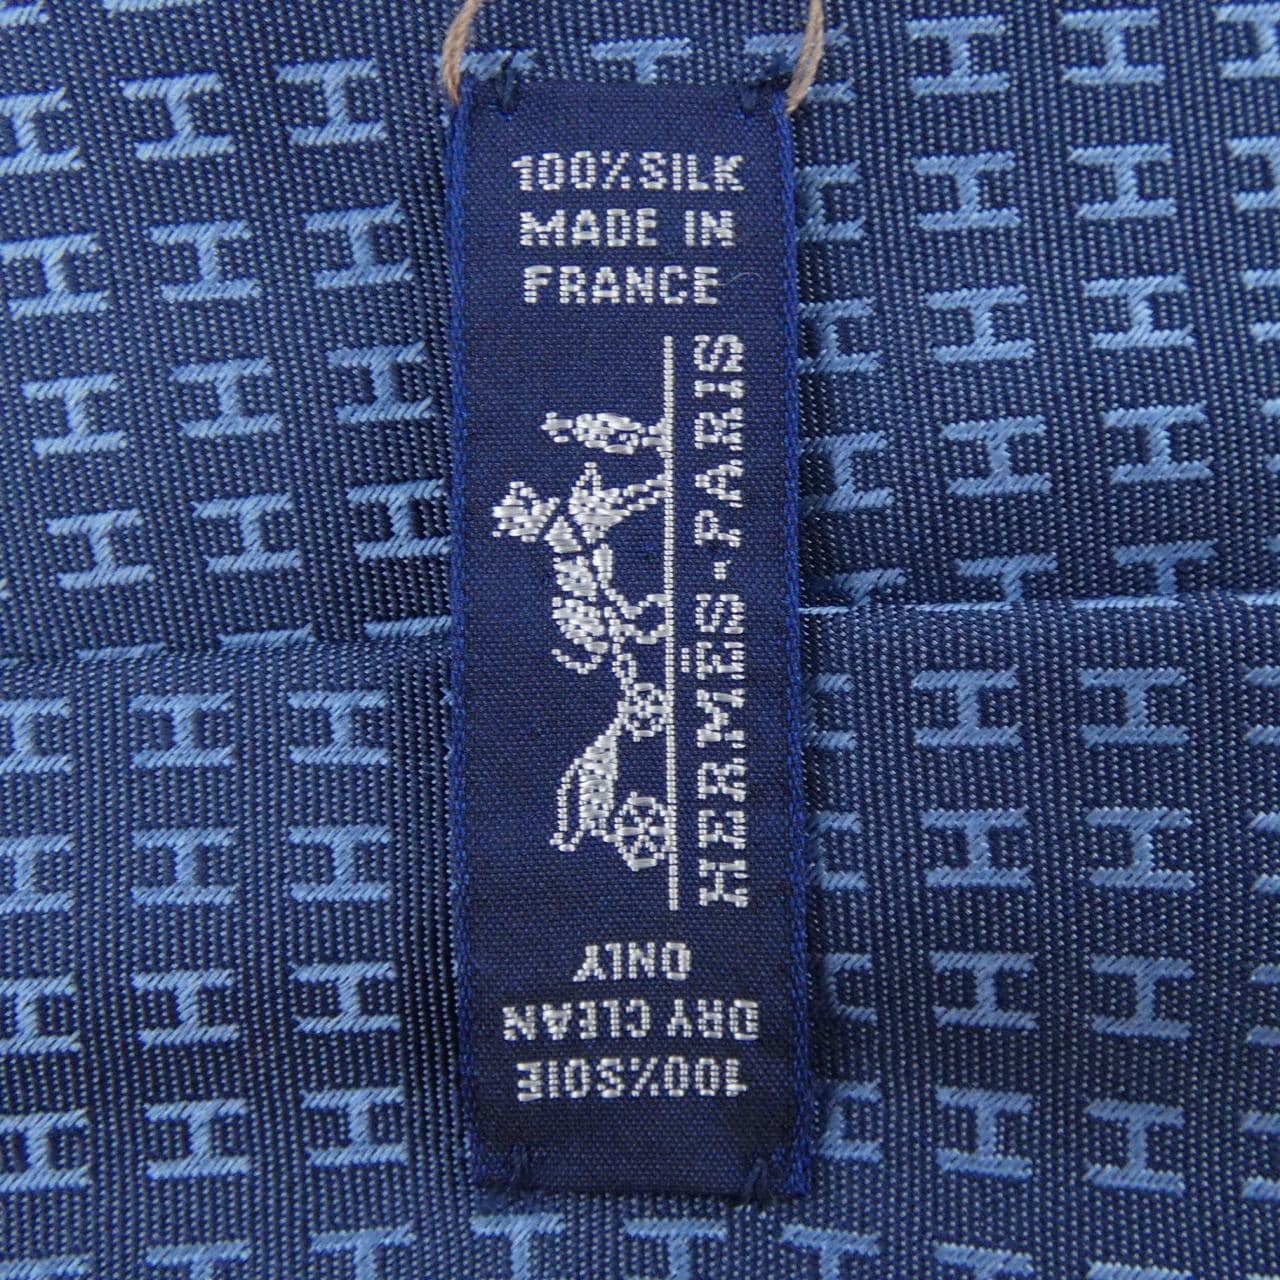 100% SILK
MADE IN
FRANCE
HERMÈS-PARIS
100% SOIE
DRY CLEAN
ONLY